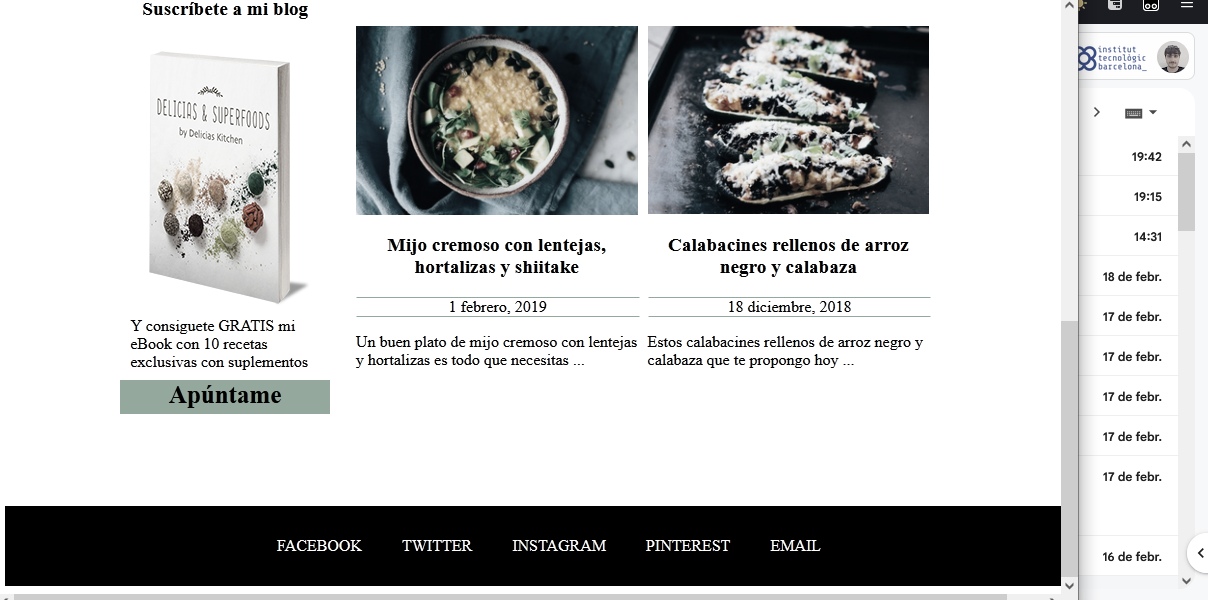 Suscríbete a mi blog
DELICIAS & SUPERFOODS
by Delicias Kitchen
Y consiguete GRATIS mi
eBook con 10 recetas
exclusivas con suplementos
Apúntame
Mijo cremoso con lentejas,
hortalizas y shiitake
1 febrero, 2019
Un buen plato de mijo cremoso con lentejas
y hortalizas es todo que necesitas ...
Calabacines rellenos de arroz
negro y calabaza
18 diciembre, 2018
Estos calabacines rellenos de arroz negro y
calabaza que te propongo hoy ...
FACEBOOK TWITTER INSTAGRAM PINTEREST EMAIL
institut
tecnològic
barcelona_
19:42
19:15
14:31
18 de febr.
17 de febr.
17 de febr.
17 de febr.
17 de febr.
17 de febr.
16 de febr.